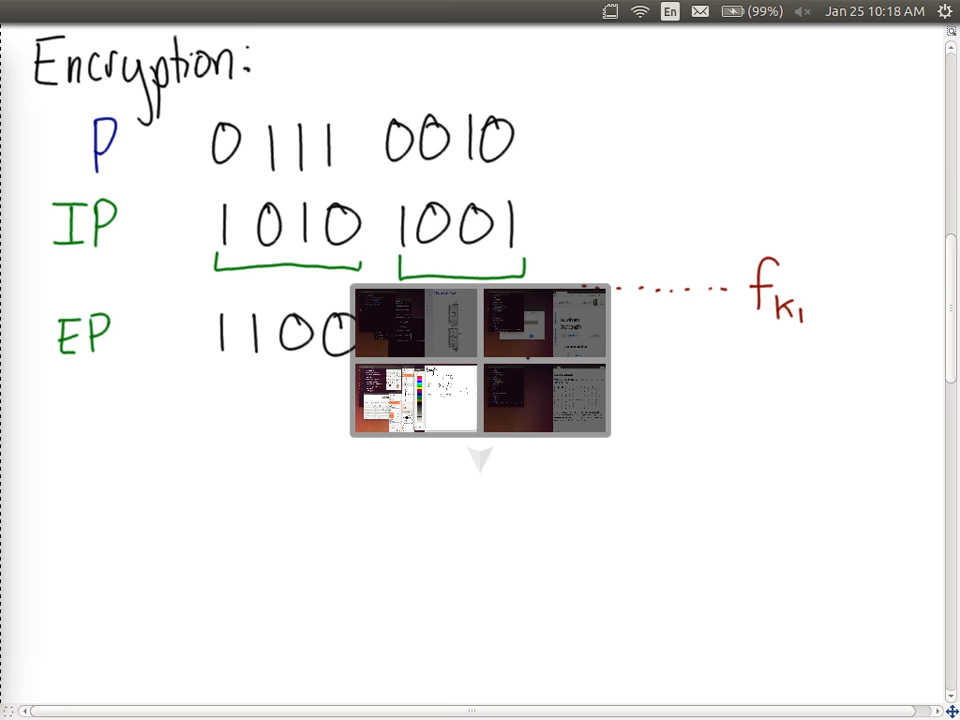 En (99%) Jan 25 10:18 AM
Encryption:
P 0111 0010
IP 1010 1001
fK1
EP 1100